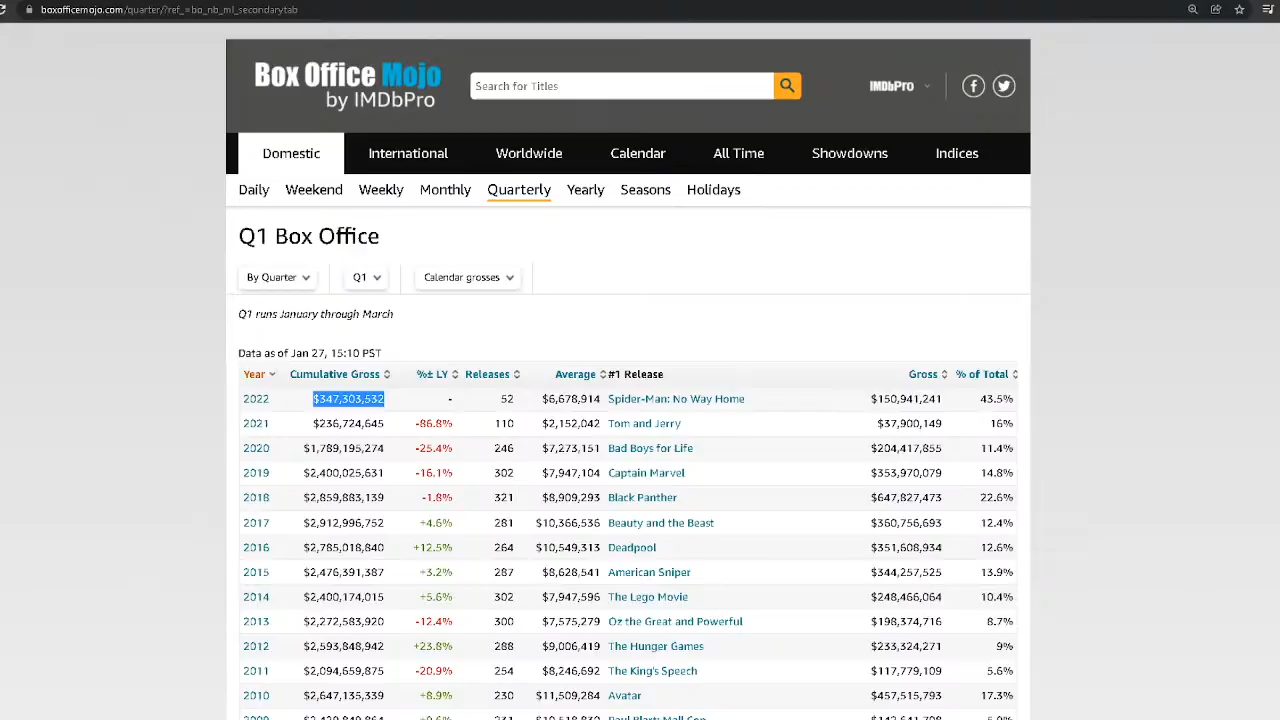 boxofficemojo.com/quarter/?ref_=bo_nb_ml_secondarytab
Box Office Mojo
by IMDbPro
Search for Titles
IMDbPro
Domestic International Worldwide Calendar All Time Showdowns Indices
Daily Weekend Weekly Monthly Quarterly Yearly Seasons Holidays
Q1 Box Office
By Quarter Q1 Calendar grosses
Q1 runs January through March
Data as of Jan 27, 15:10 PST
Year Cumulative Gross %± LY Releases Average #1 Release Gross % of Total
2022 $347,303,532 - 52 $6,678,914 Spider-Man: No Way Home $150,941,241 43.5%
2021 $236,724,645 -86.8% 110 $2,152,042 Tom and Jerry $37,900,149 16%
2020 $1,789,195,274 -25.4% 246 $7,273,151 Bad Boys for Life $204,417,855 11.4%
2019 $2,400,025,631 -16.1% 302 $7,947,104 Captain Marvel $353,970,079 14.8%
2018 $2,859,883,139 -1.8% 321 $8,909,293 Black Panther $647,827,473 22.6%
2017 $2,912,996,752 +4.6% 281 $10,366,536 Beauty and the Beast $360,756,693 12.4%
2016 $2,785,018,840 +12.5% 264 $10,549,313 Deadpool $351,608,934 12.6%
2015 $2,476,391,387 +3.2% 287 $8,628,541 American Sniper $344,257,525 13.9%
2014 $2,400,174,015 +5.6% 302 $7,947,596 The Lego Movie $248,466,064 10.4%
2013 $2,272,583,920 -12.4% 300 $7,575,279 Oz the Great and Powerful $198,374,716 8.7%
2012 $2,593,848,942 +23.8% 288 $9,006,419 The Hunger Games $233,324,271 9%
2011 $2,094,659,875 -20.9% 254 $8,246,692 The King's Speech $117,779,109 5.6%
2010 $2,647,135,339 +8.9% 230 $11,509,284 Avatar $457,515,793 17.3%